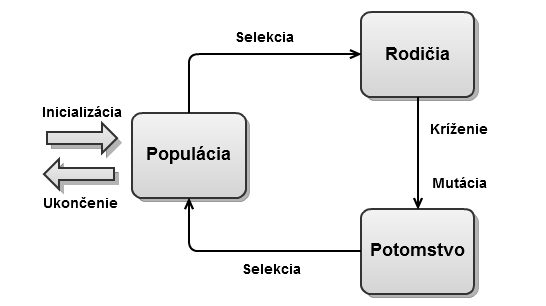 Selekcia
Rodičia
Inicializácia
Populácia
Kríženie
Mutácia
Ukončenie
Potomstvo
Selekcia